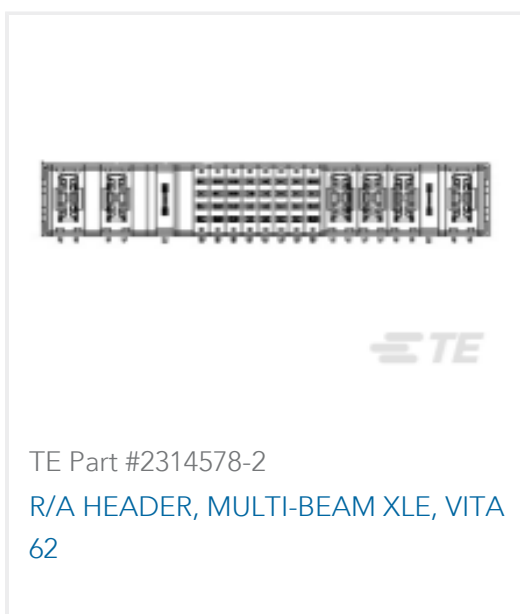 TE
TE Part #2314578-2
R/A HEADER, MULTI-BEAM XLE, VITA
62